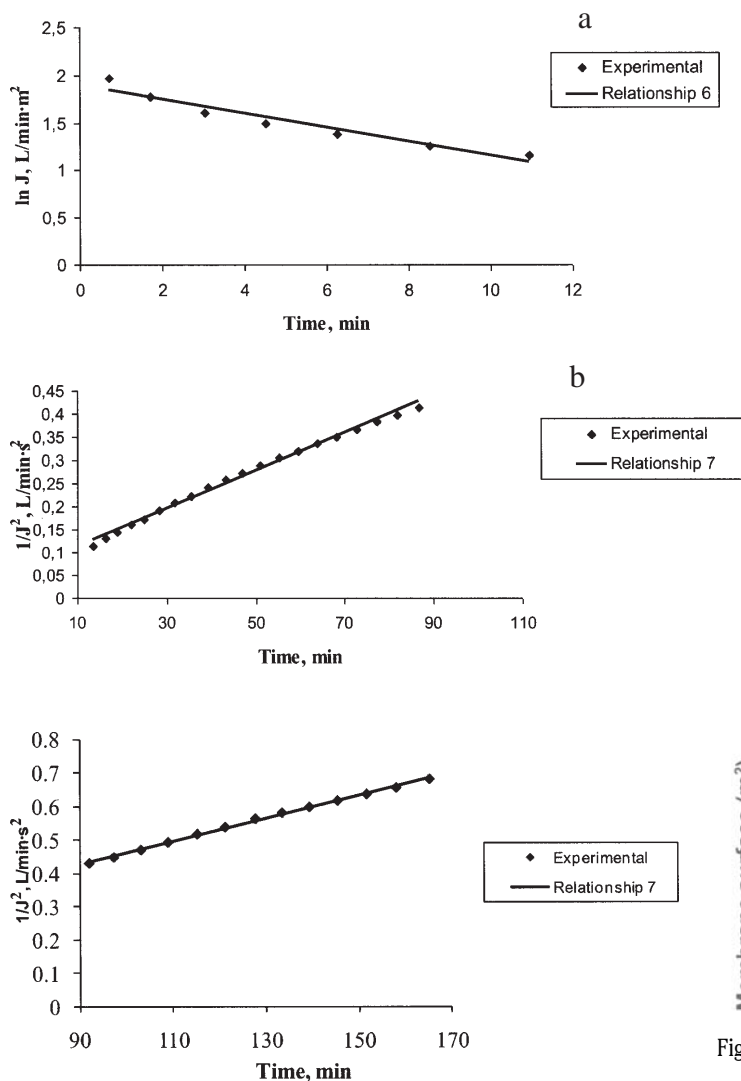 a
2,5
2
1,5
1
0,5
0
ln J, L/min·m²
0 2 4 6 8 10 12
Time, min
Experimental
Relationship 6
b
0,45
0,4
0,35
0,3
0,25
0,2
0,15
0,1
0,05
0
1/J², L/min·s²
10 30 50 70 90 110
Time, min
Experimental
Relationship 7
0.8
0.7
0.6
0.5
0.4
0.3
0.2
0.1
0
1/J², L/min·s²
90 110 130 150 170
Time, min
Experimental
Relationship 7
Fig